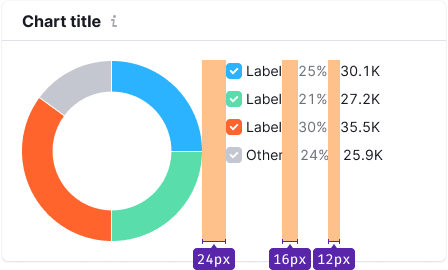 Chart title
Label 25% 30.1K
Label 21% 27.2K
Label 30% 35.5K
Other 24% 25.9K
24px 16px 12px